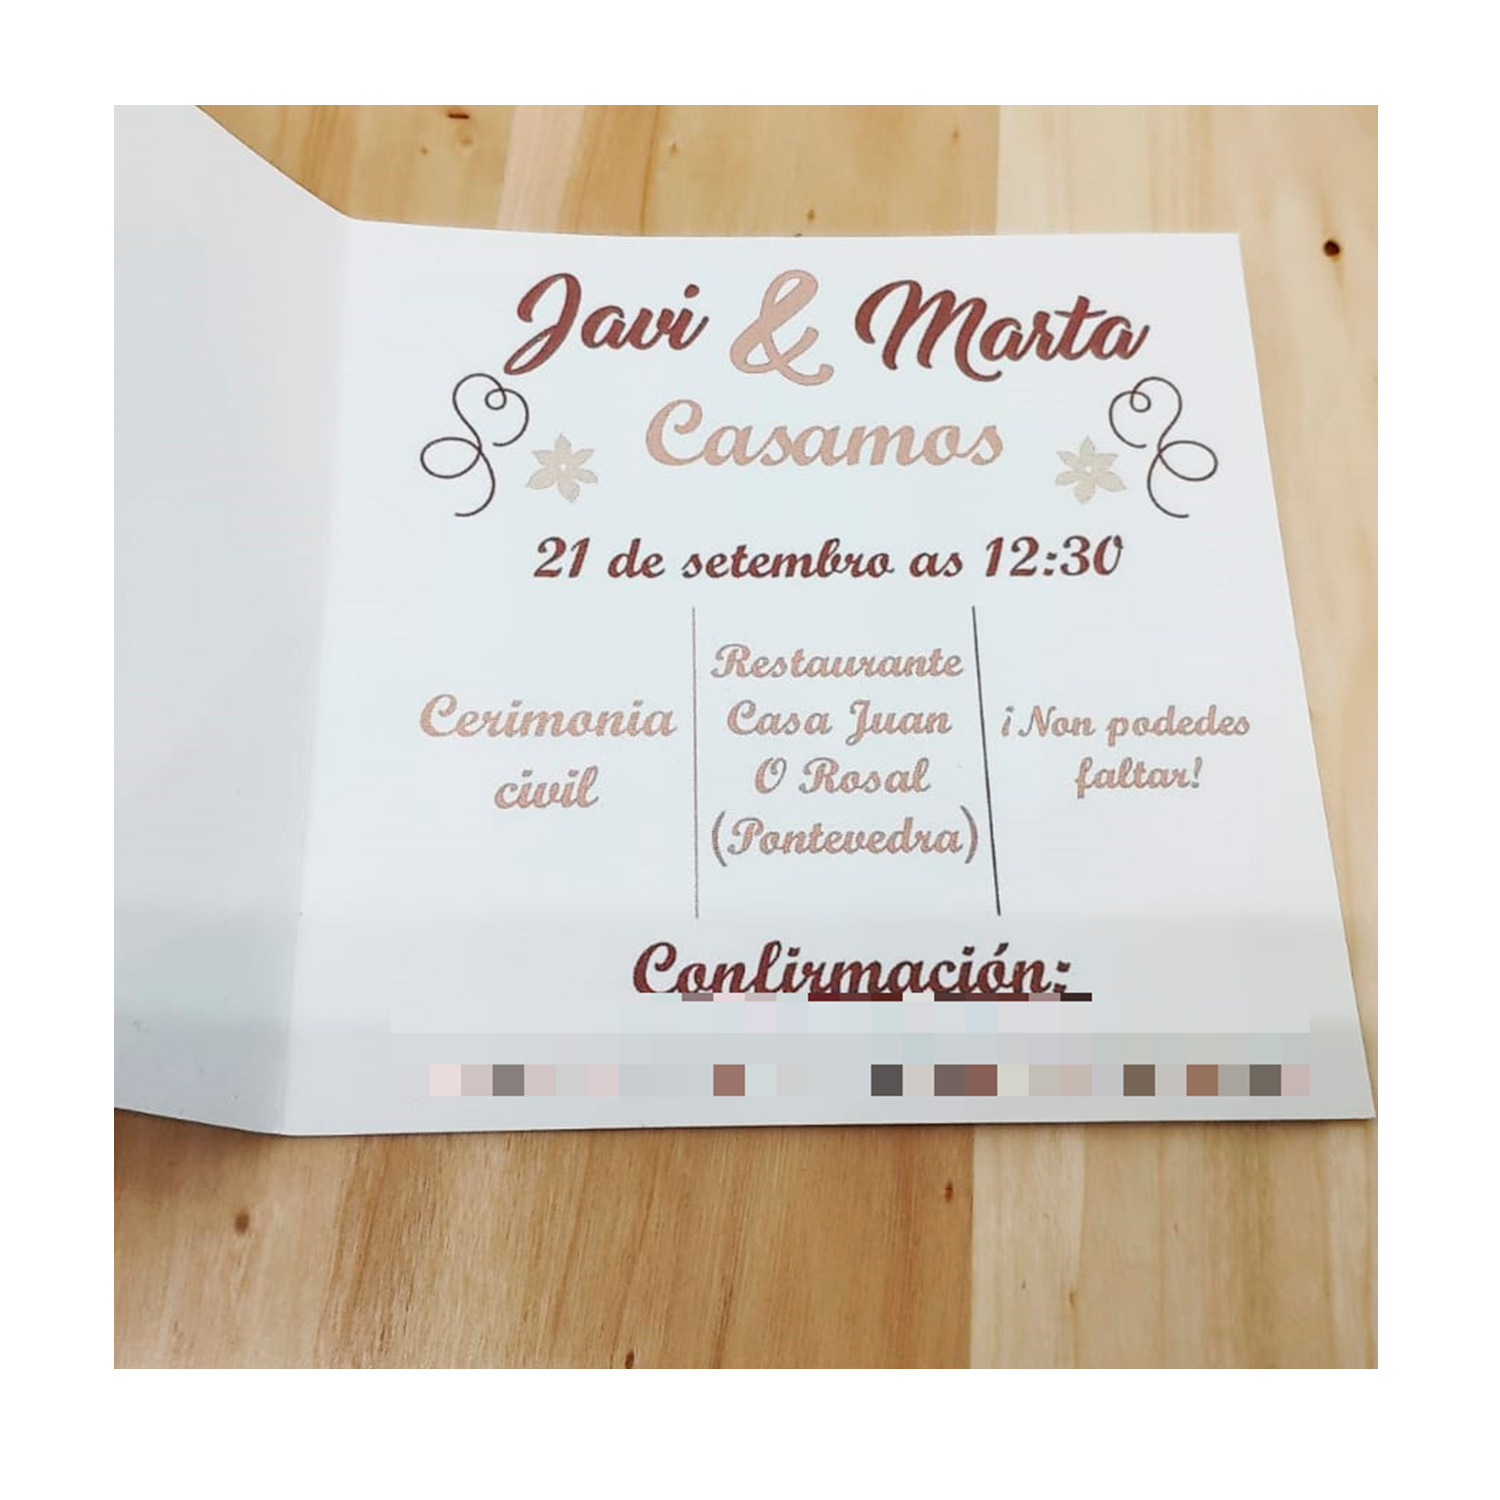 Javi & Marta
Casamos
21 de setembro as 12:30
Cerimonia
civil
Restaurante
Casa Juan
O Rosal
(Pontevedra)
¡Non podedes
faltar!
Confirmación: